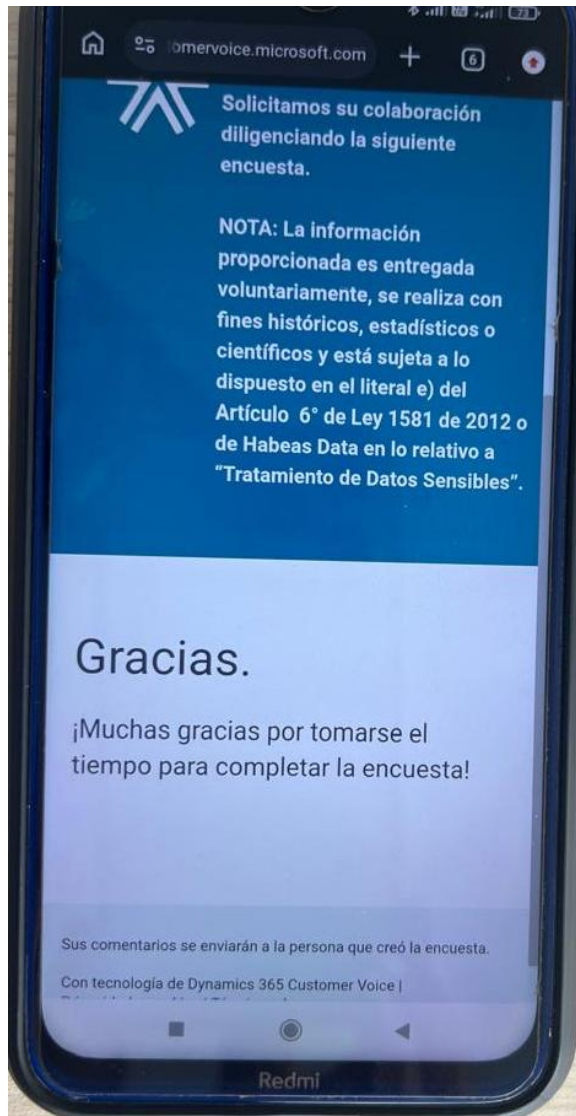 73
omervoice.microsoft.com
6
Solicitamos su colaboración
diligenciando la siguiente
encuesta.
NOTA: La información
proporcionada es entregada
voluntariamente, se realiza con
fines históricos, estadísticos o
científicos y está sujeta a lo
dispuesto en el literal e) del
Artículo 6° de Ley 1581 de 2012 o
de Habeas Data en lo relativo a
“Tratamiento de Datos Sensibles”.
Gracias.
¡Muchas gracias por tomarse el
tiempo para completar la encuesta!
Sus comentarios se enviarán a la persona que creó la encuesta.
Con tecnología de Dynamics 365 Customer Voice |
Redmi